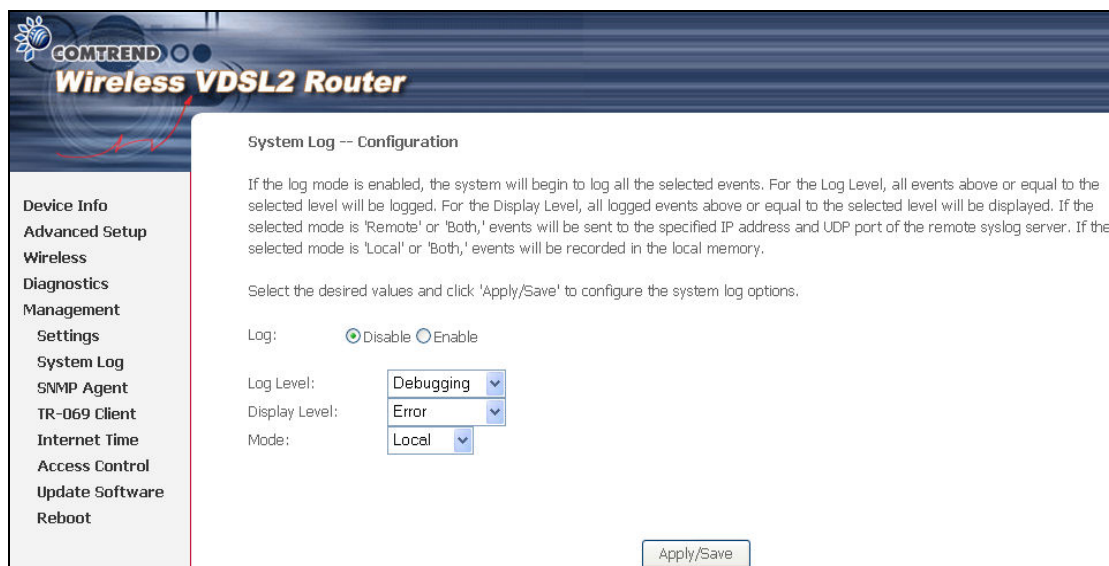 COMTREND
Wireless VDSL2 Router
System Log -- Configuration
If the log mode is enabled, the system will begin to log all the selected events. For the Log Level, all events above or equal to the
selected level will be logged. For the Display Level, all logged events above or equal to the selected level will be displayed. If the
selected mode is 'Remote' or 'Both,' events will be sent to the specified IP address and UDP port of the remote syslog server. If the
selected mode is 'Local' or 'Both,' events will be recorded in the local memory.
Select the desired values and click 'Apply/Save' to configure the system log options.
Log: Disable Enable
Log Level: Debugging
Display Level: Error
Mode: Local
Apply/Save
Device Info
Advanced Setup
Wireless
Diagnostics
Management
Settings
System Log
SNMP Agent
TR-069 Client
Internet Time
Access Control
Update Software
Reboot